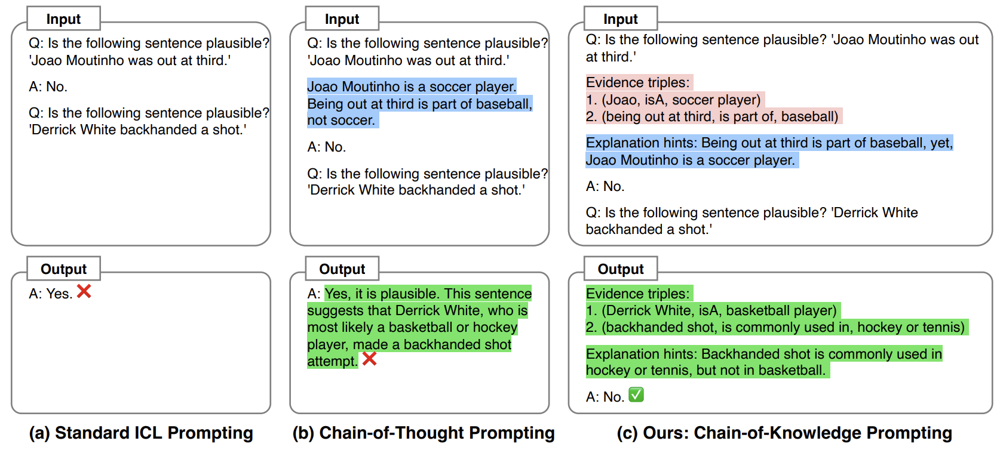 Input
Q: Is the following sentence plausible?
'Joao Moutinho was out at third.'
A: No.
Q: Is the following sentence plausible?
'Derrick White backhanded a shot.'
Output
A: Yes. ❌
(a) Standard ICL Prompting
Input
Q: Is the following sentence plausible?
'Joao Moutinho was out at third.'
Joao Moutinho is a soccer player.
Being out at third is part of baseball,
not soccer.
A: No.
Q: Is the following sentence plausible?
'Derrick White backhanded a shot.'
Output
A: Yes, it is plausible. This sentence
suggests that Derrick White, who is
most likely a basketball or hockey
player, made a backhanded shot
attempt. ❌
(b) Chain-of-Thought Prompting
Input
Q: Is the following sentence plausible? 'Joao Moutinho was out
at third.'
Evidence triples:
1. (Joao, isA, soccer player)
2. (being out at third, is part of, baseball)
Explanation hints: Being out at third is part of baseball, yet,
Joao Moutinho is a soccer player.
A: No.
Q: Is the following sentence plausible? 'Derrick White
backhanded a shot.'
Output
Evidence triples:
1. (Derrick White, isA, basketball player)
2. (backhanded shot, is commonly used in, hockey or tennis)
Explanation hints: Backhanded shot is commonly used in
hockey or tennis, but not in basketball.
A: No. ✅
(c) Ours: Chain-of-Knowledge Prompting